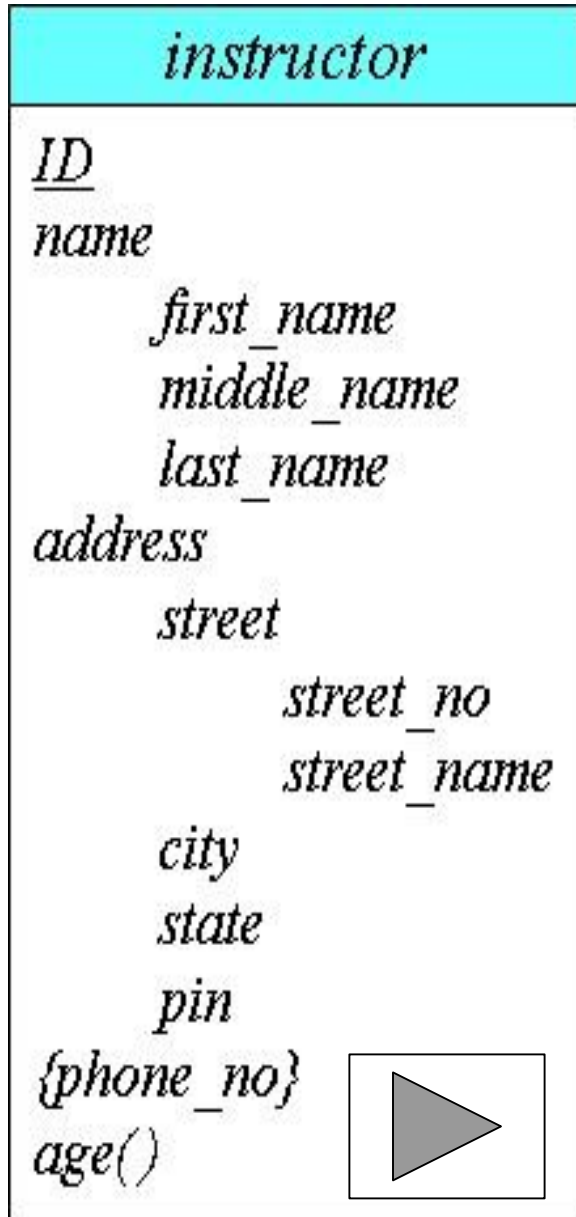 instructor
ID
name
first_name
middle_name
last_name
address
street
street_no
street_name
city
state
pin
{phone_no}
age()